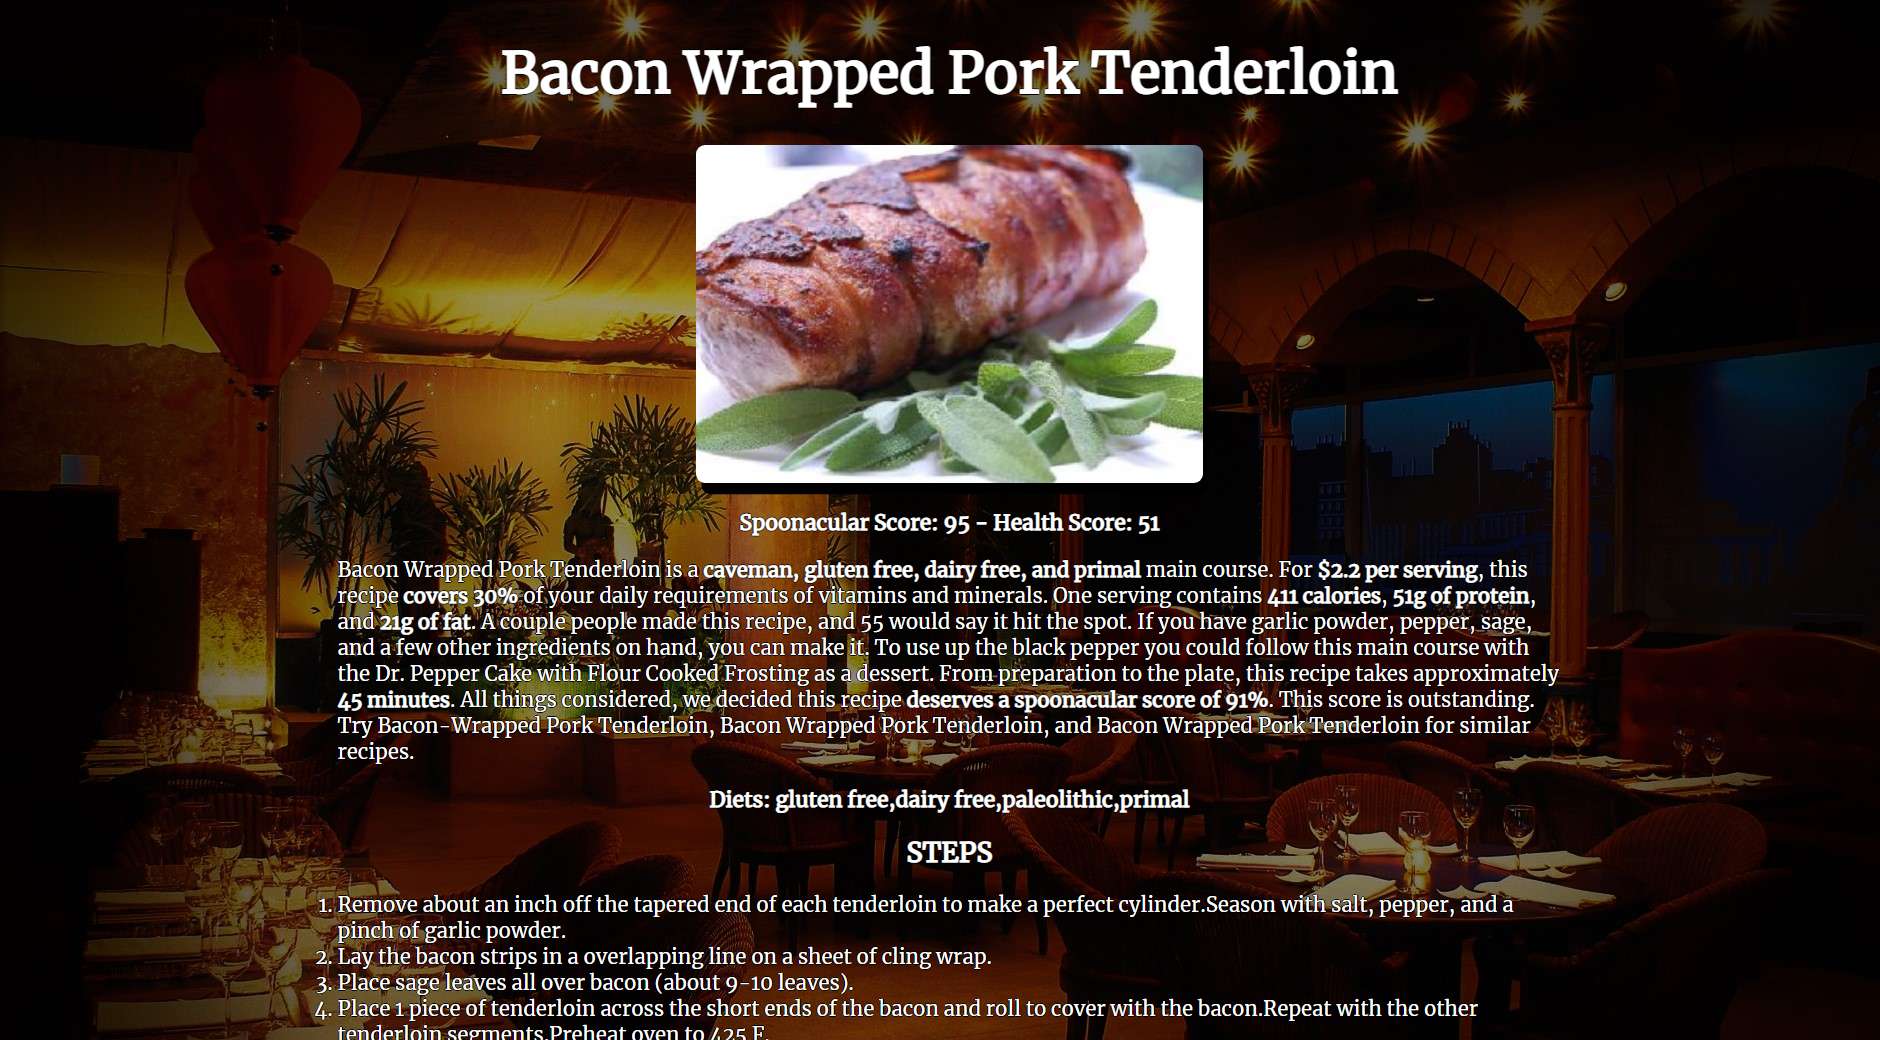 Bacon Wrapped Pork Tenderloin
Spoonacular Score: 95 - Health Score: 51
Bacon Wrapped Pork Tenderloin is a caveman, gluten free, dairy free, and primal main course. For $2.2 per serving, this
recipe covers 30% of your daily requirements of vitamins and minerals. One serving contains 411 calories, 51g of protein,
and 21g of fat. A couple people made this recipe, and 55 would say it hit the spot. If you have garlic powder, pepper, sage,
and a few other ingredients on hand, you can make it. To use up the black pepper you could follow this main course with
the Dr. Pepper Cake with Flour Cooked Frosting as a dessert. From preparation to the plate, this recipe takes approximately
45 minutes. All things considered, we decided this recipe deserves a spoonacular score of 91%. This score is outstanding.
Try Bacon-Wrapped Pork Tenderloin, Bacon Wrapped Pork Tenderloin, and Bacon Wrapped Pork Tenderloin for similar
recipes.
Diets: gluten free,dairy free,paleolithic,primal
STEPS
1. Remove about an inch off the tapered end of each tenderloin to make a perfect cylinder.Season with salt, pepper, and a
pinch of garlic powder.
2. Lay the bacon strips in a overlapping line on a sheet of cling wrap.
3. Place sage leaves all over bacon (about 9-10 leaves).
4. Place 1 piece of tenderloin across the short ends of the bacon and roll to cover with the bacon.Repeat with the other
tenderloin segments.Preheat oven to 425 F.